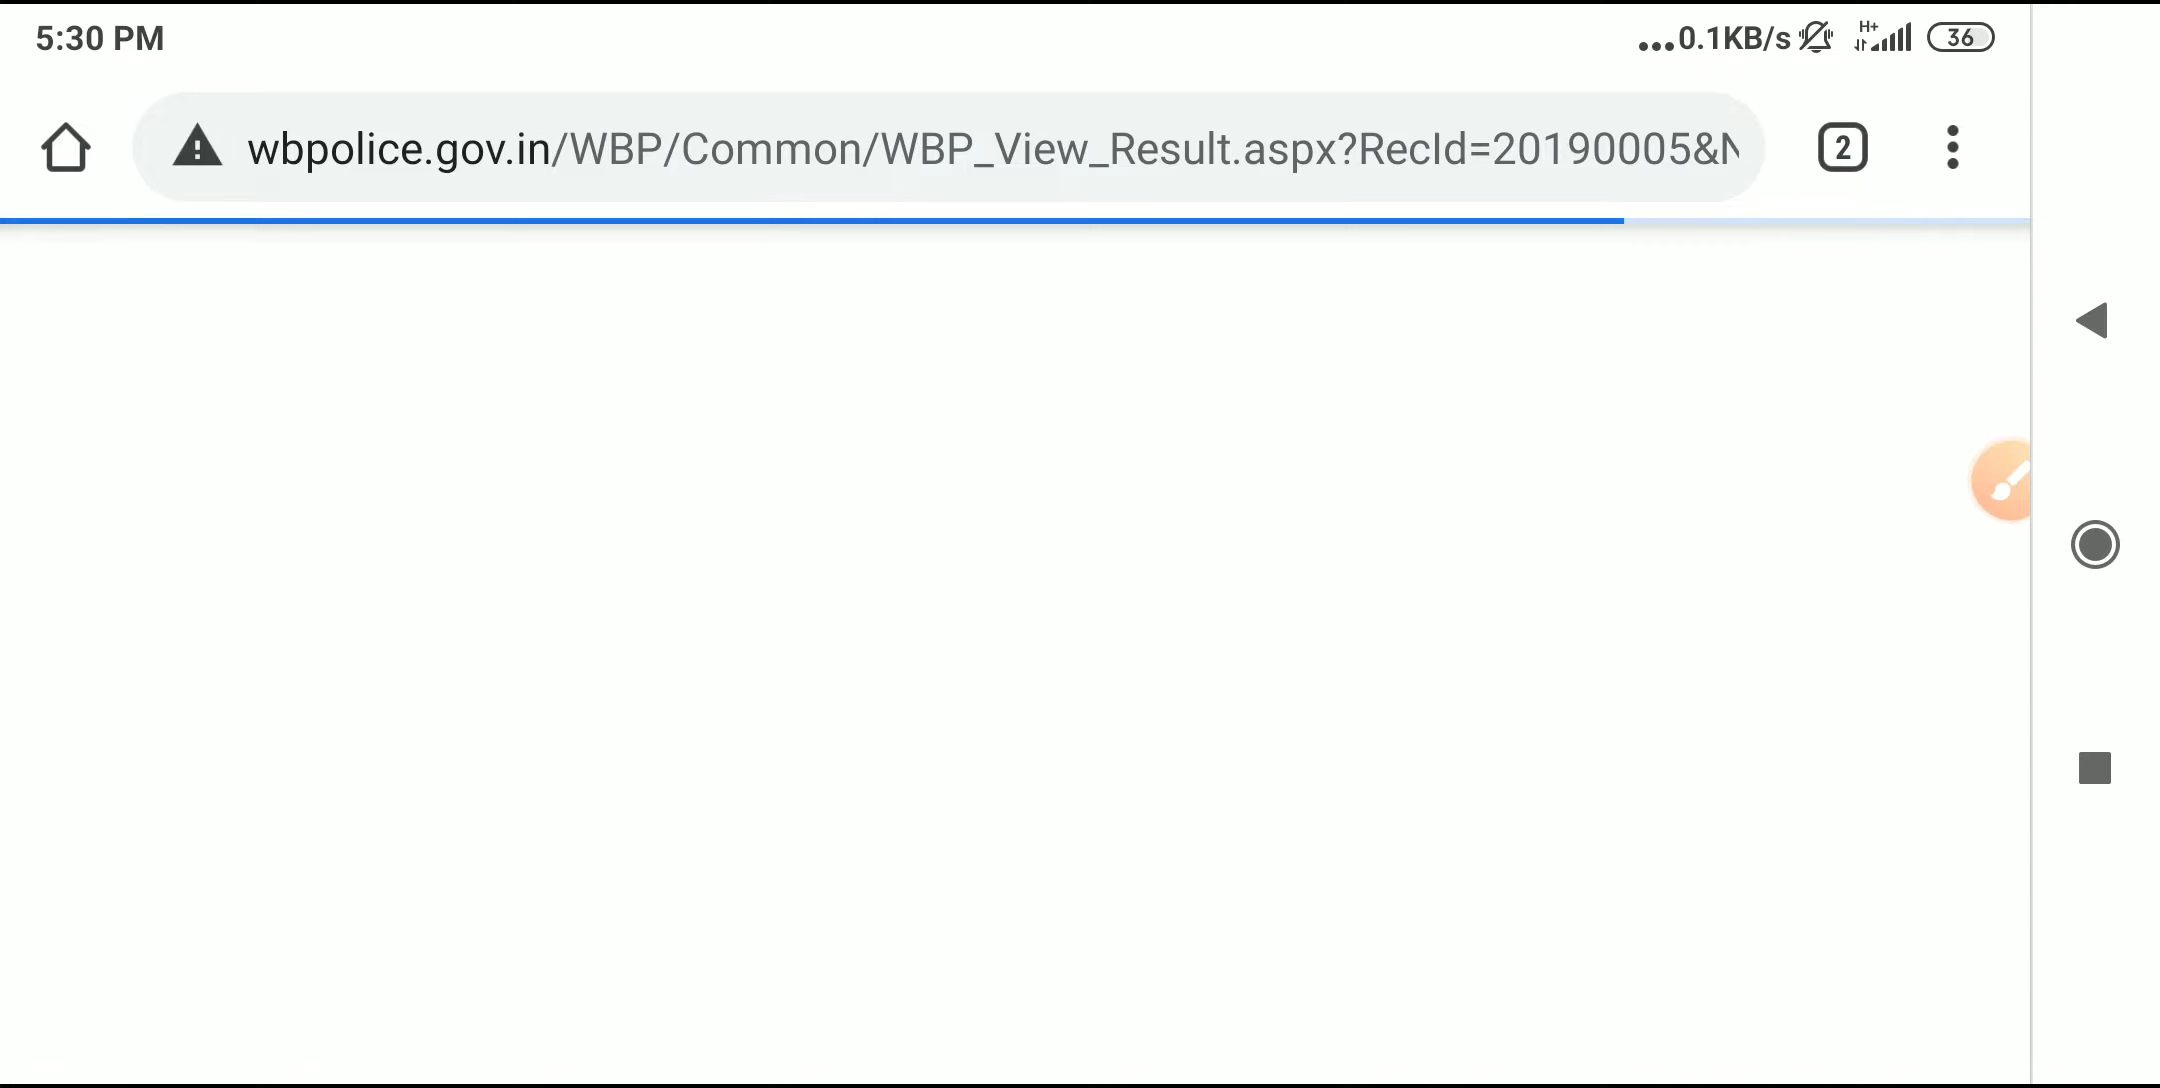 5:30 PM
...0.1KB/s H+ 36
wbpolice.gov.in/WBP/Common/WBP_View_Result.aspx?RecId=20190005&N
2